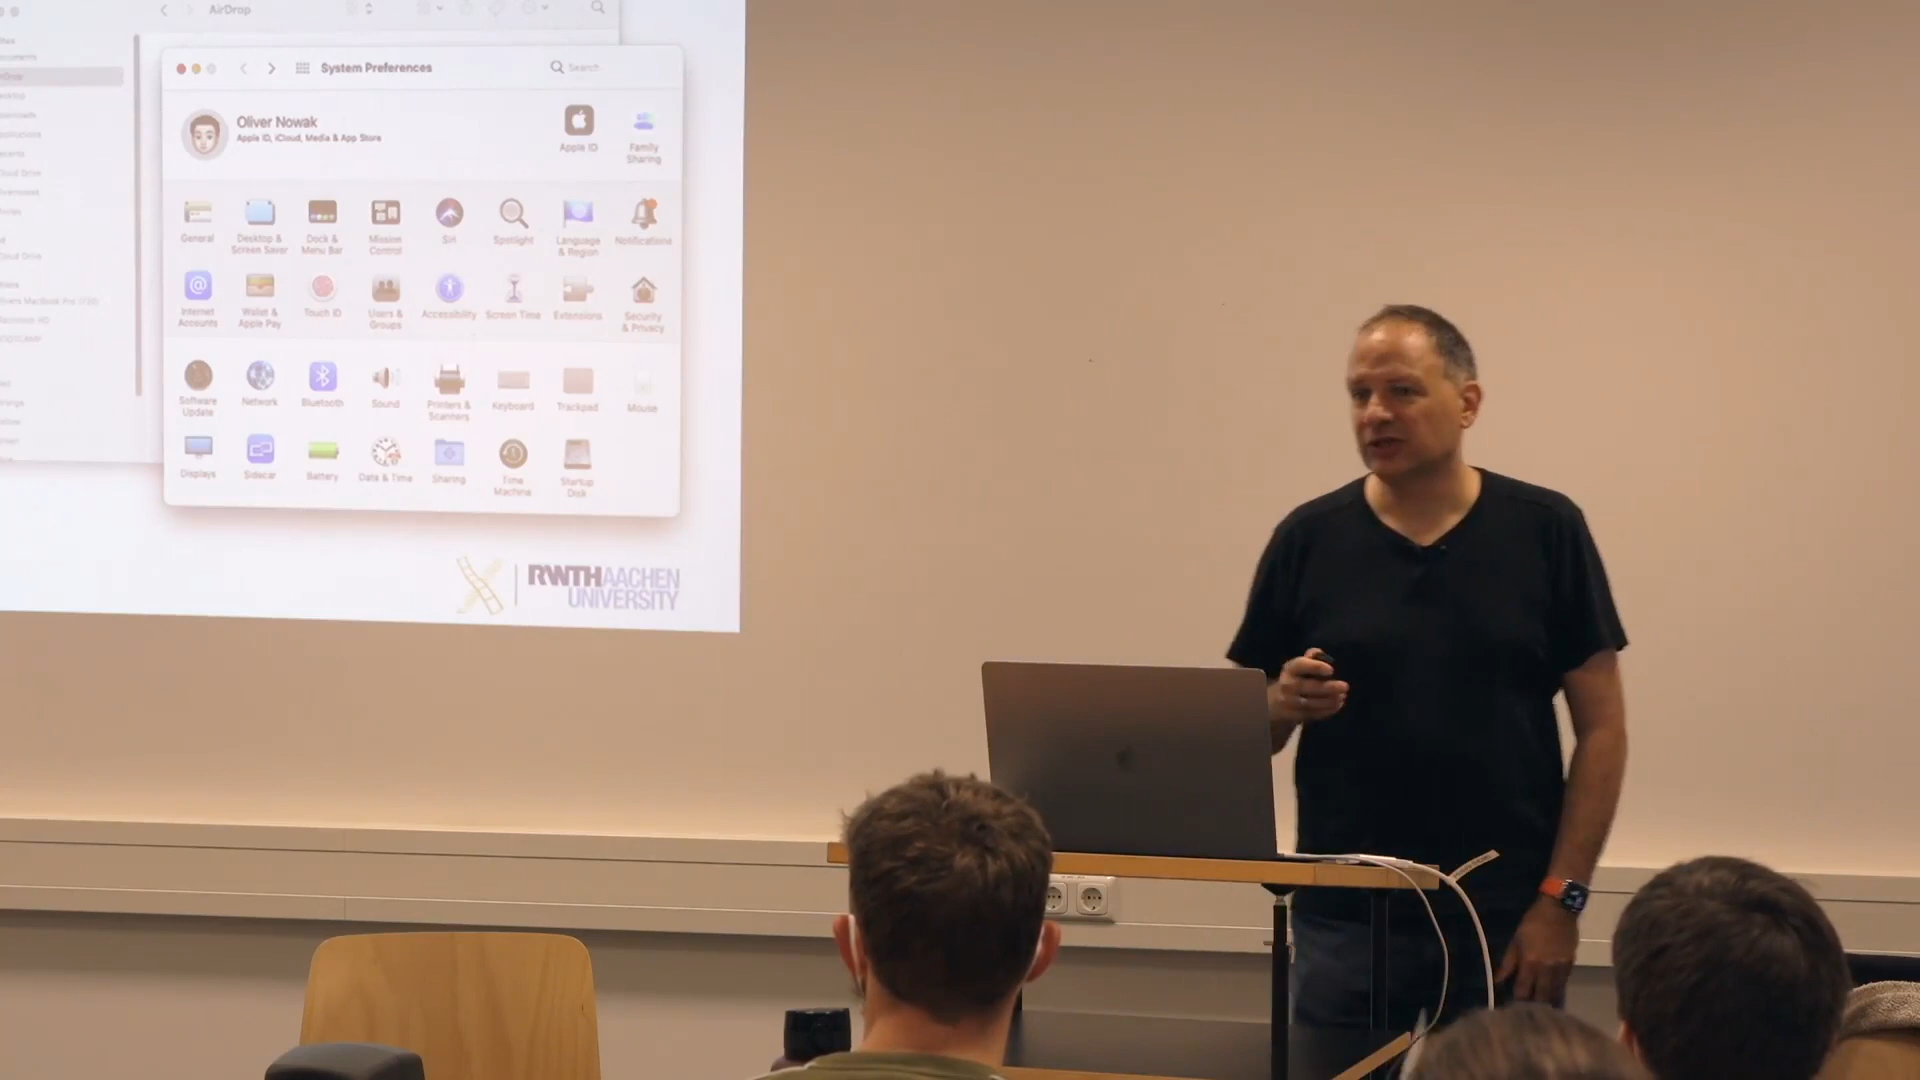 AirDrop
System Preferences
Search
Oliver Nowak
Apple ID, iCloud, Media & App Store
Apple ID
Family
Sharing
General
Desktop &
Screen Saver
Dock &
Menu Bar
Mission
Control
Siri
Spotlight
Language
& Region
Notifications
Internet
Accounts
Wallet &
Apple Pay
Touch ID
Users &
Groups
Accessibility
Screen Time
Extensions
Security
& Privacy
Software
Update
Network
Bluetooth
Sound
Printers &
Scanners
Keyboard
Trackpad
Mouse
Displays
Sidecar
Battery
Date & Time
Sharing
Time
Machine
Startup
Disk
RWTHAACHEN
UNIVERSITY